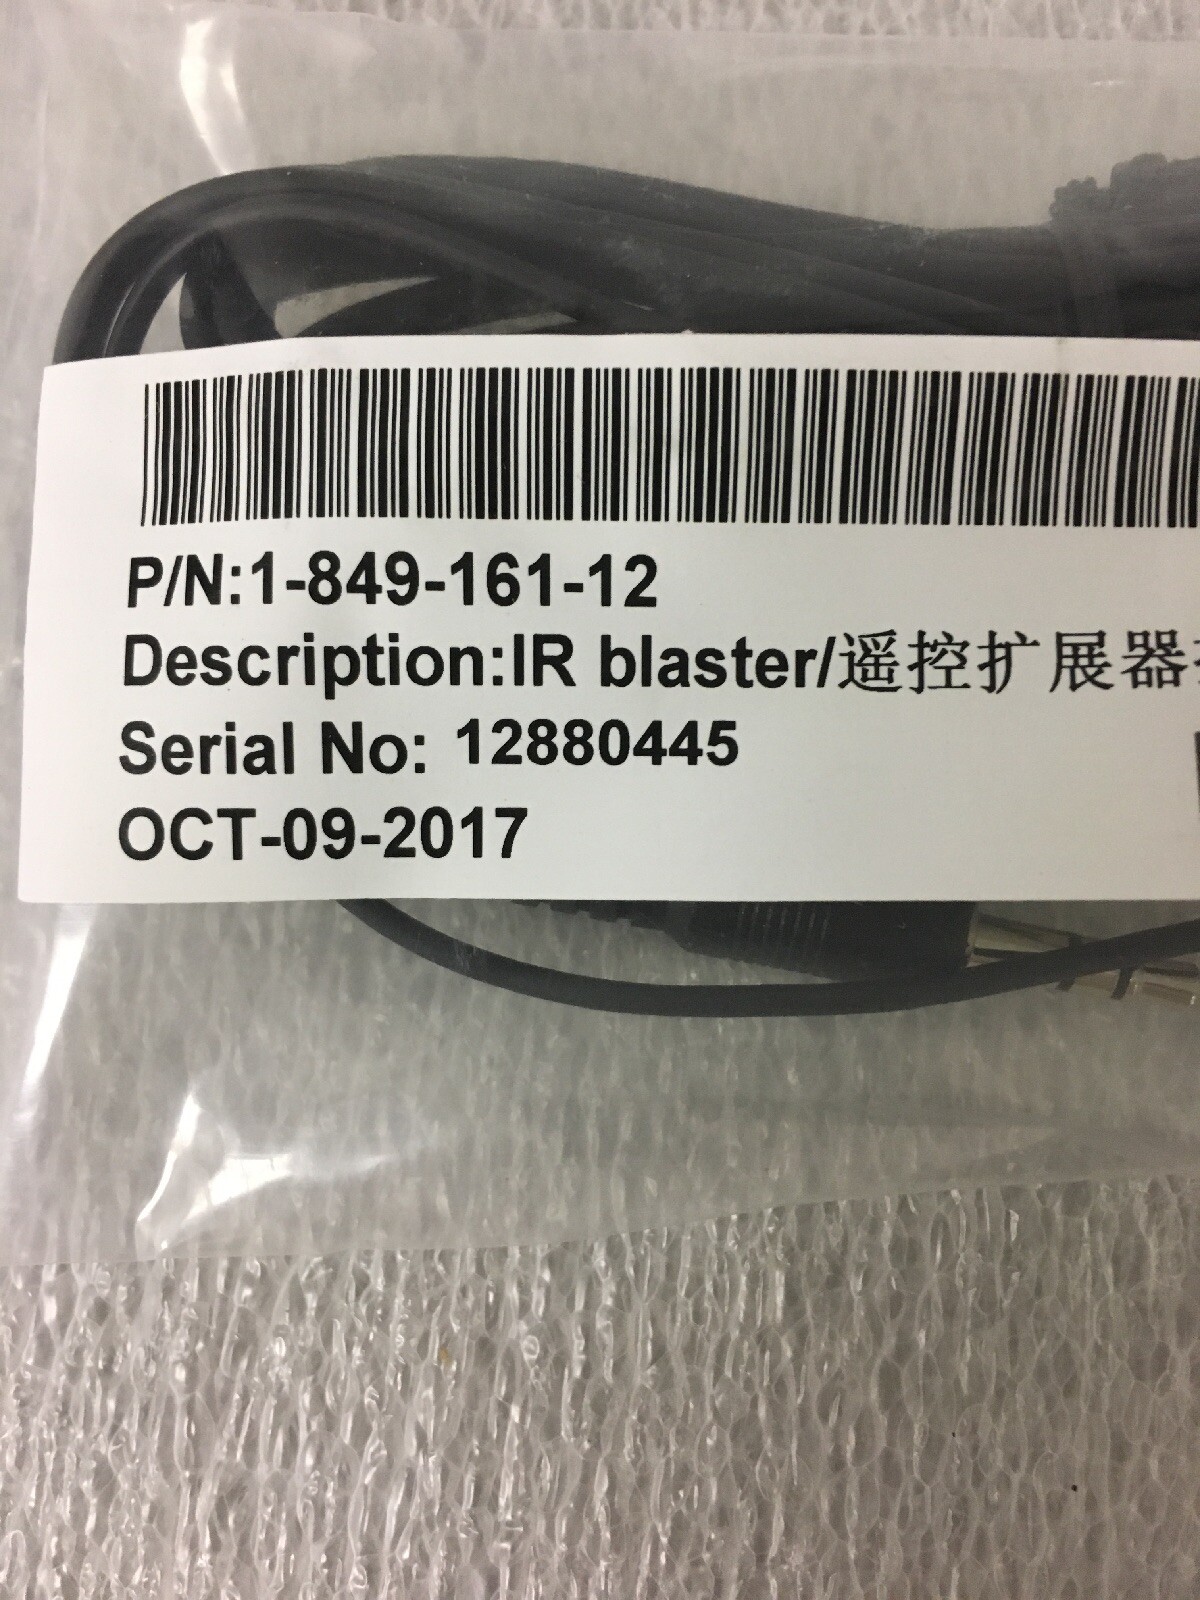 P/N:1-849-161-12
Description:IR blaster/遥控扩展器
Serial No: 12880445
OCT-09-2017